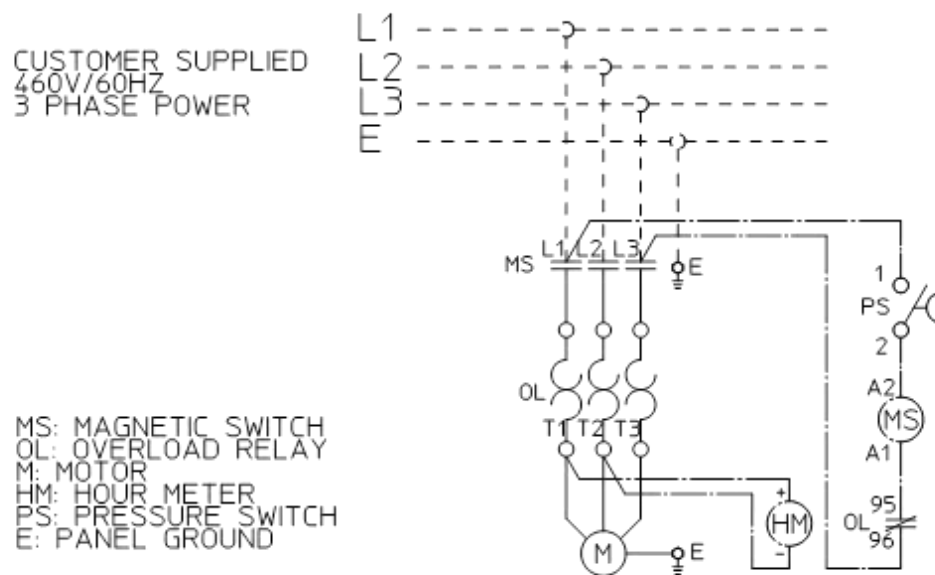 L1
CUSTOMER SUPPLIED
L2
460V/60HZ
3 PHASE POWER
L3
E
L1 L2 L3
MS
E
1
PS
2
OL
A2
MS
A1
T1 T2 T3
MS: MAGNETIC SWITCH
OL: OVERLOAD RELAY
M: MOTOR
HM: HOUR METER
PS: PRESSURE SWITCH
E: PANEL GROUND
+
HM
-
95
OL
96
M
E